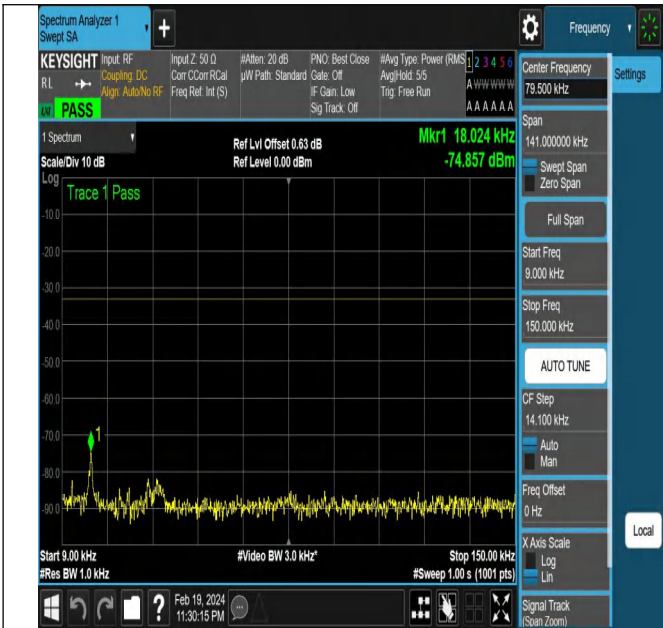 Spectrum Analyzer 1
Swept SA
Frequency
KEYSIGHT
Input: RF
Coupling: DC
Align: Auto/No RF
Input Z: 50 Ω
Corr CCorr RCal
Freq Ref: Int (S)
#Atten: 20 dB
µW Path: Standard
PNO: Best Close
Gate: Off
IF Gain: Low
Sig Track: Off
#Avg Type: Power (RMS
Avg|Hold: 5/5
Trig: Free Run
1 2 3 4 5 6
A W W W W W
A A A A A A
R L
PASS
1 Spectrum
Scale/Div 10 dB
Log
Ref Lvl Offset 0.63 dB
Ref Level 0.00 dBm
Mkr1 18.024 kHz
-74.857 dBm
Trace 1 Pass
-10.0
-20.0
-30.0
-40.0
-50.0
-60.0
-70.0
-80.0
-90.0
1
Start 9.00 kHz
#Res BW 1.0 kHz
#Video BW 3.0 kHz*
Stop 150.00 kHz
#Sweep 1.00 s (1001 pts)
Feb 19, 2024
11:30:15 PM
Center Frequency
79.500 kHz
Settings
Span
141.000000 kHz
Swept Span
Zero Span
Full Span
Start Freq
9.000 kHz
Stop Freq
150.000 kHz
AUTO TUNE
CF Step
14.100 kHz
Auto
Man
Freq Offset
0 Hz
X Axis Scale
Log
Lin
Signal Track
(Span Zoom)
Local